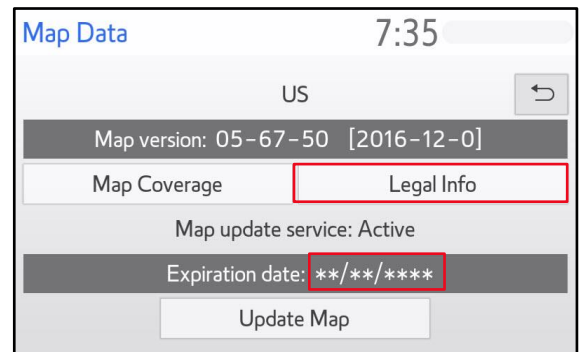 Map Data 7:35
US
Map version: 05-67-50 [2016-12-0]
Map Coverage Legal Info
Map update service: Active
Expiration date: **/**/****
Update Map